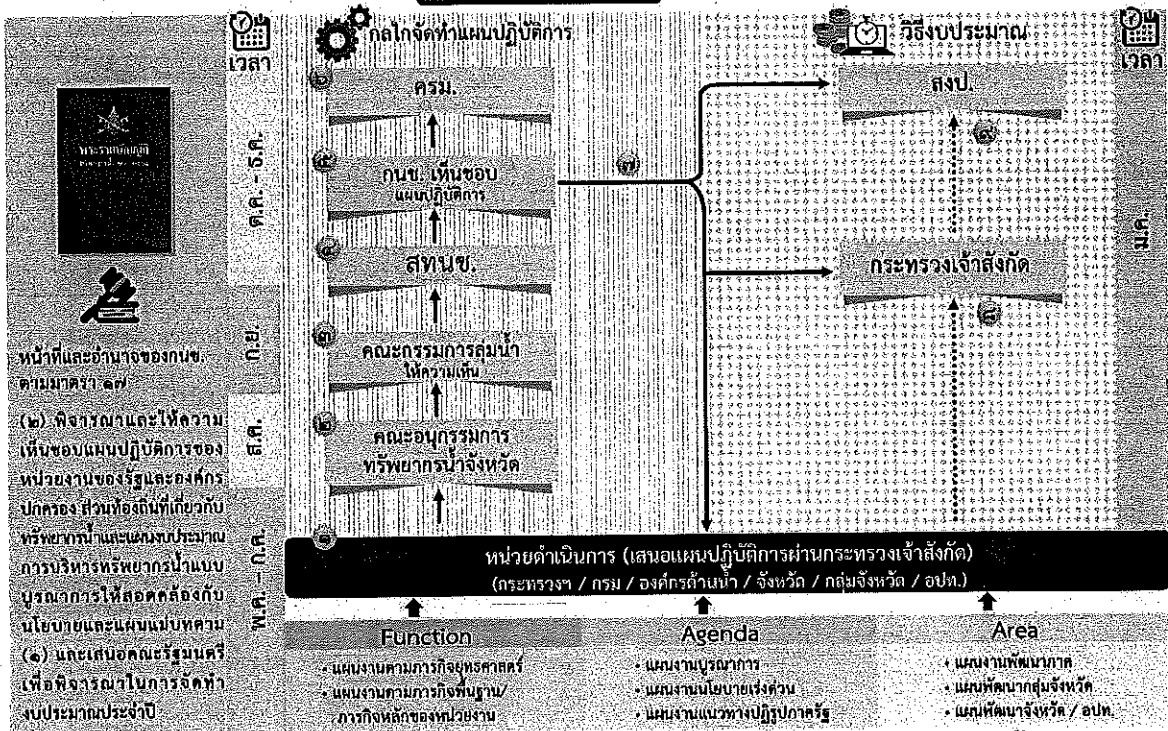 เวลา
กลไกจัดทำแผนปฏิบัติการ
วิธีงบประมาณ
เวลา
พระราชบัญญัติ
ต.ค. - ธ.ค.
ก.ย.
ส.ค.
พ.ค. - ก.ค.
หน้าที่และอำนาจของกนช.
ตามมาตรา ๑๗
(๒) พิจารณาและให้ความ
เห็นชอบแผนปฏิบัติการของ
หน่วยงานของรัฐและองค์กร
ปกครอง ส่วนท้องถิ่นที่เกี่ยวกับ
ทรัพยากรน้ำและแผนงบประมาณ
การบริหารทรัพยากรน้ำแบบ
บูรณาการให้สอดคล้องกับ
นโยบายและแผนแม่บทตาม
(๑) และเสนอคณะรัฐมนตรี
เพื่อพิจารณาในการจัดทำ
งบประมาณประจำปี
๖
ครม.
๕
กนช. เห็นชอบ
แผนปฏิบัติการ
๔
สทนช.
๓
คณะกรรมการลุ่มน้ำ
ให้ความเห็น
๒
คณะอนุกรรมการ
ทรัพยากรน้ำจังหวัด
๑
๗
สงป.
๙
กระทรวงเจ้าสังกัด
๘
ม.ค.
หน่วยดำเนินการ (เสนอแผนปฏิบัติการผ่านกระทรวงเจ้าสังกัด)
(กระทรวงฯ / กรม / องค์กรด้านน้ำ / จังหวัด / กลุ่มจังหวัด / อปท.)
Function
• แผนงานตามภารกิจยุทธศาสตร์
• แผนงานตามภารกิจพื้นฐาน/
ภารกิจหลักของหน่วยงาน
Agenda
• แผนงานบูรณาการ
• แผนงานนโยบายเร่งด่วน
• แผนงานแนวทางปฏิรูปภาครัฐ
Area
• แผนงานพัฒนาภาค
• แผนพัฒนากลุ่มจังหวัด
• แผนพัฒนาจังหวัด / อปท.